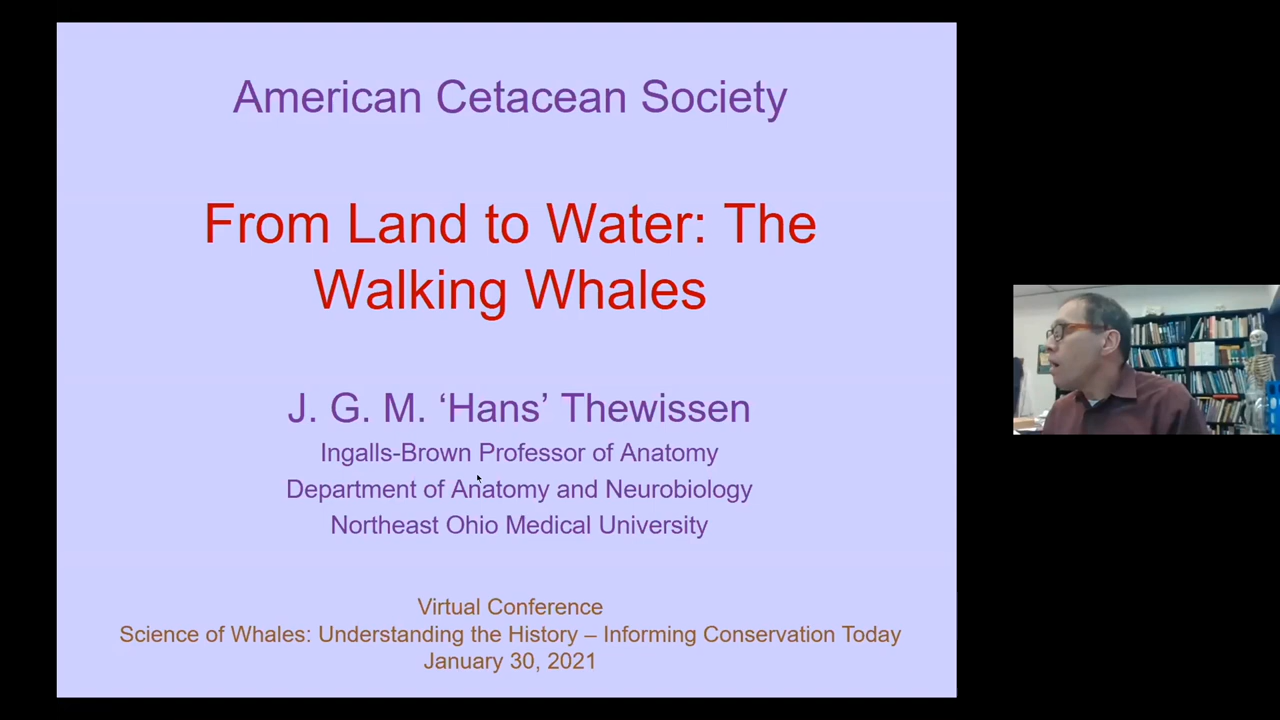 American Cetacean Society
From Land to Water: The
Walking Whales
J. G. M. ‘Hans’ Thewissen
Ingalls-Brown Professor of Anatomy
Department of Anatomy and Neurobiology
Northeast Ohio Medical University
Virtual Conference
Science of Whales: Understanding the History – Informing Conservation Today
January 30, 2021